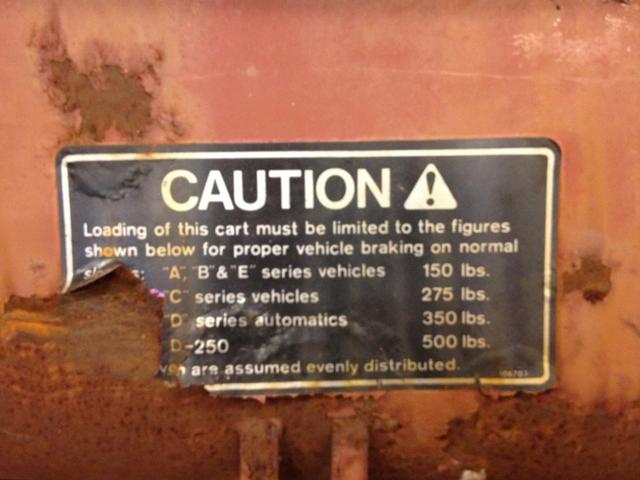 CAUTION
Loading of this cart must be limited to the figures
shown below for proper vehicle braking on normal
"A", "B" & "E" series vehicles 150 lbs.
"C" series vehicles 275 lbs.
"D" series automatics 350 lbs.
D-250 500 lbs.
are assumed evenly distributed.